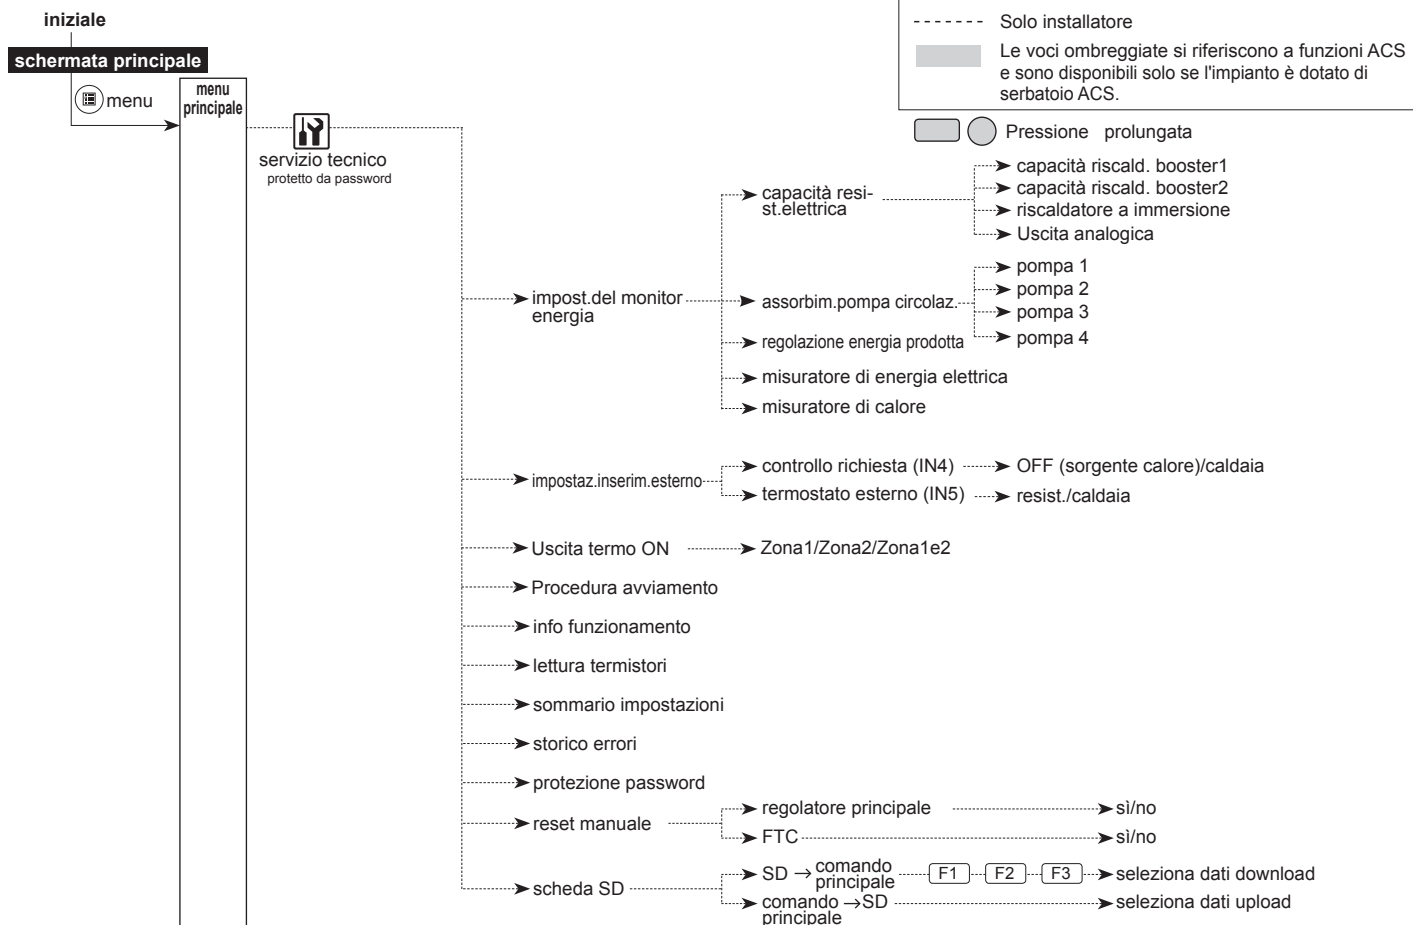 iniziale
schermata principale
menu
menu
principale
servizio tecnico
protetto da password
Solo installatore
Le voci ombreggiate si riferiscono a funzioni ACS
e sono disponibili solo se l'impianto è dotato di
serbatoio ACS.
Pressione prolungata
impost.del monitor
energia
capacità resi-
st.elettrica
capacità riscald. booster1
capacità riscald. booster2
riscaldatore a immersione
Uscita analogica
assorbim.pompa circolaz.
pompa 1
pompa 2
pompa 3
pompa 4
regolazione energia prodotta
misuratore di energia elettrica
misuratore di calore
impostaz.inserim.esterno
controllo richiesta (IN4)
OFF (sorgente calore)/caldaia
termostato esterno (IN5)
resist./caldaia
Uscita termo ON
Zona1/Zona2/Zona1e2
Procedura avviamento
info funzionamento
lettura termistori
sommario impostazioni
storico errori
protezione password
reset manuale
regolatore principale
sì/no
FTC
sì/no
scheda SD
SD → comando
principale
F1 F2 F3
seleziona dati download
comando →SD
principale
seleziona dati upload